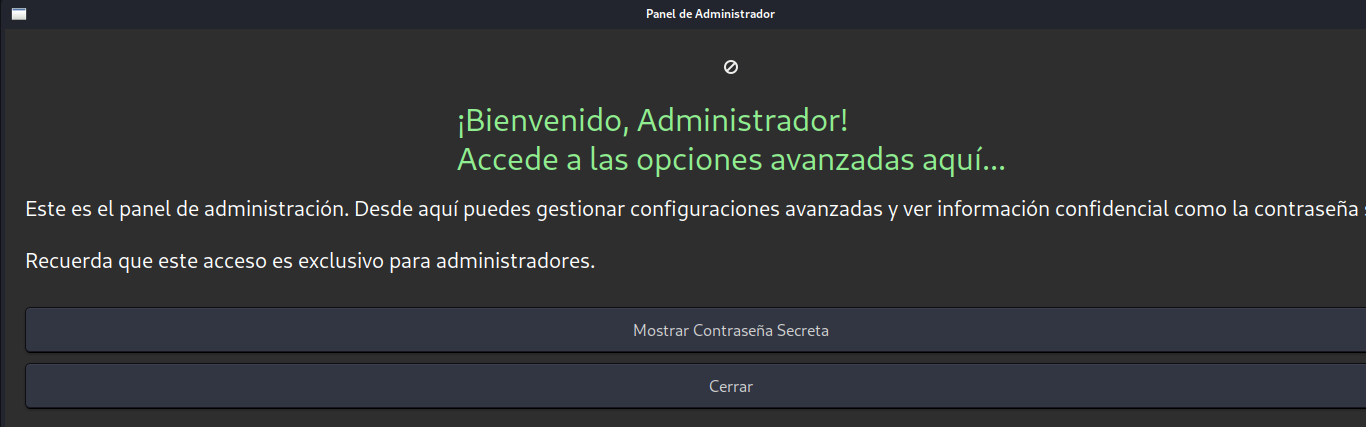 Panel de Administrador
¡Bienvenido, Administrador!
Accede a las opciones avanzadas aquí...
Este es el panel de administración. Desde aquí puedes gestionar configuraciones avanzadas y ver información confidencial como la contraseña
Recuerda que este acceso es exclusivo para administradores.
Mostrar Contraseña Secreta
Cerrar